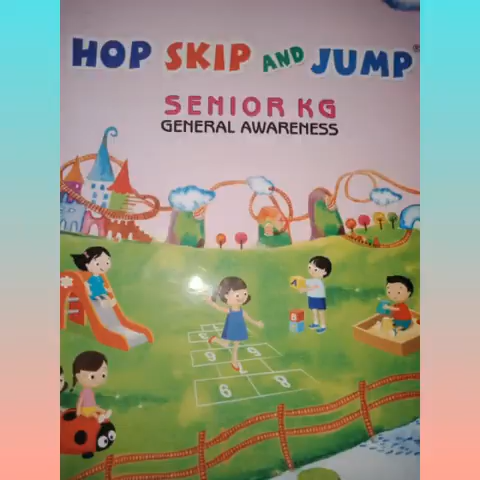 HOP SKIP AND JUMP®
SENIOR KG
GENERAL AWARENESS